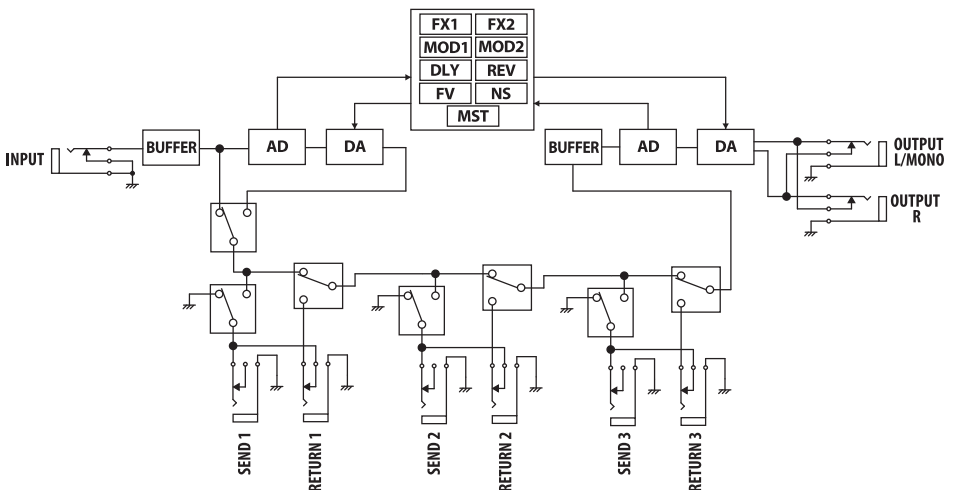 FX1 FX2
MOD1 MOD2
DLY REV
FV NS
MST
INPUT BUFFER AD DA BUFFER AD DA OUTPUT
L/MONO
OUTPUT
R
SEND 1 RETURN 1 SEND 2 RETURN 2 SEND 3 RETURN 3